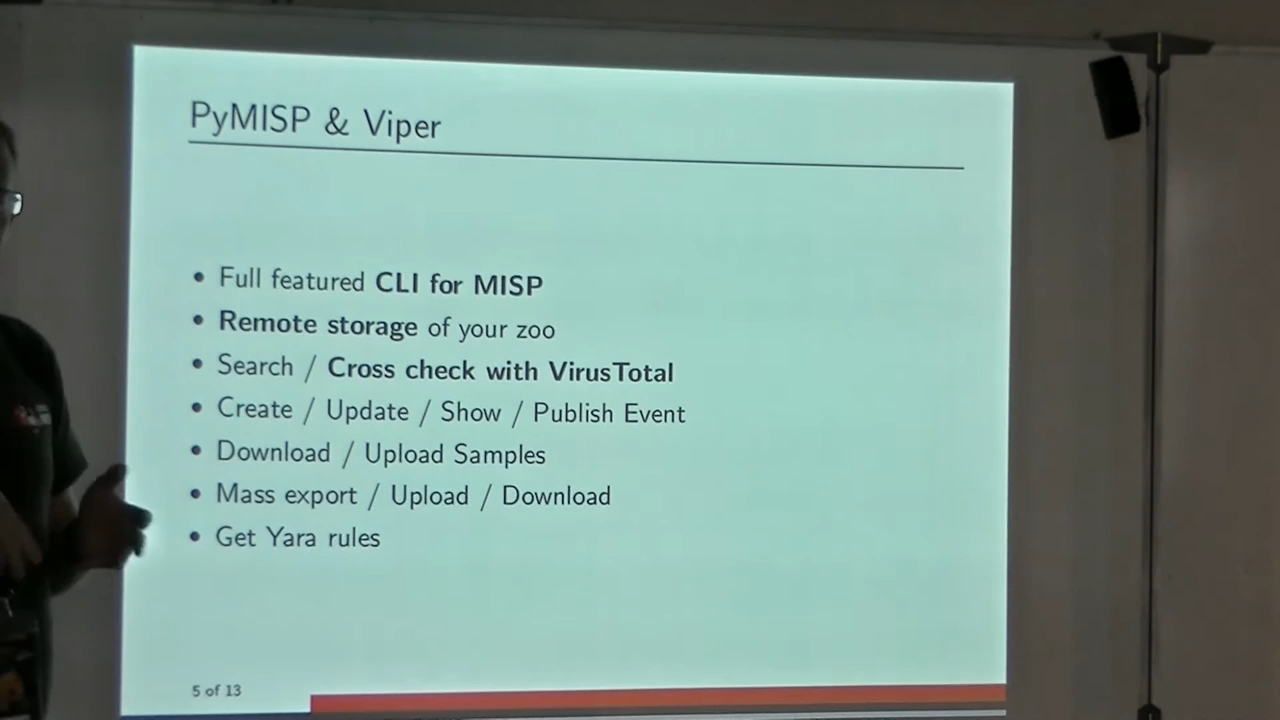 PyMISP & Viper
• Full featured CLI for MISP
• Remote storage of your zoo
• Search / Cross check with VirusTotal
• Create / Update / Show / Publish Event
• Download / Upload Samples
• Mass export / Upload / Download
• Get Yara rules
5 of 13